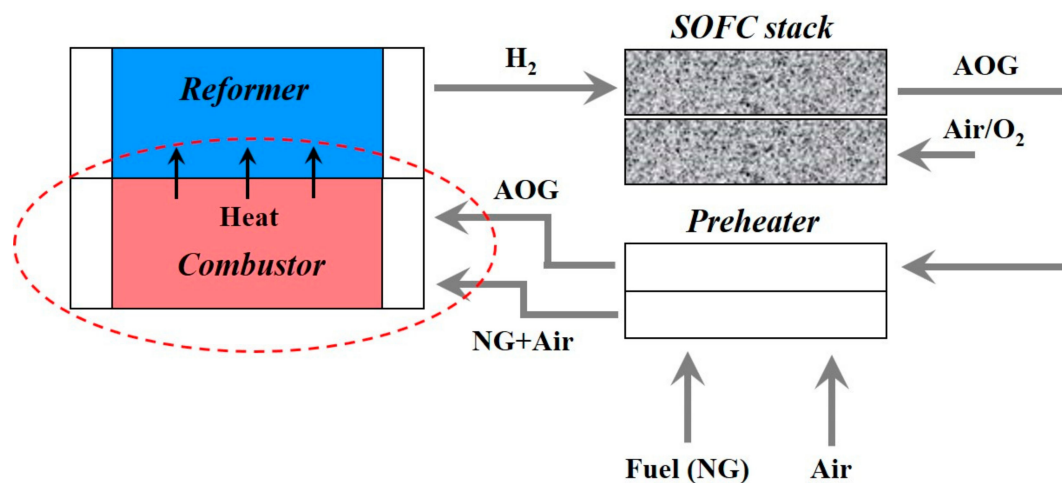 SOFC stack
Reformer
H₂
AOG
Air/O₂
AOG
Heat
Combustor
Preheater
NG+Air
Fuel (NG)
Air